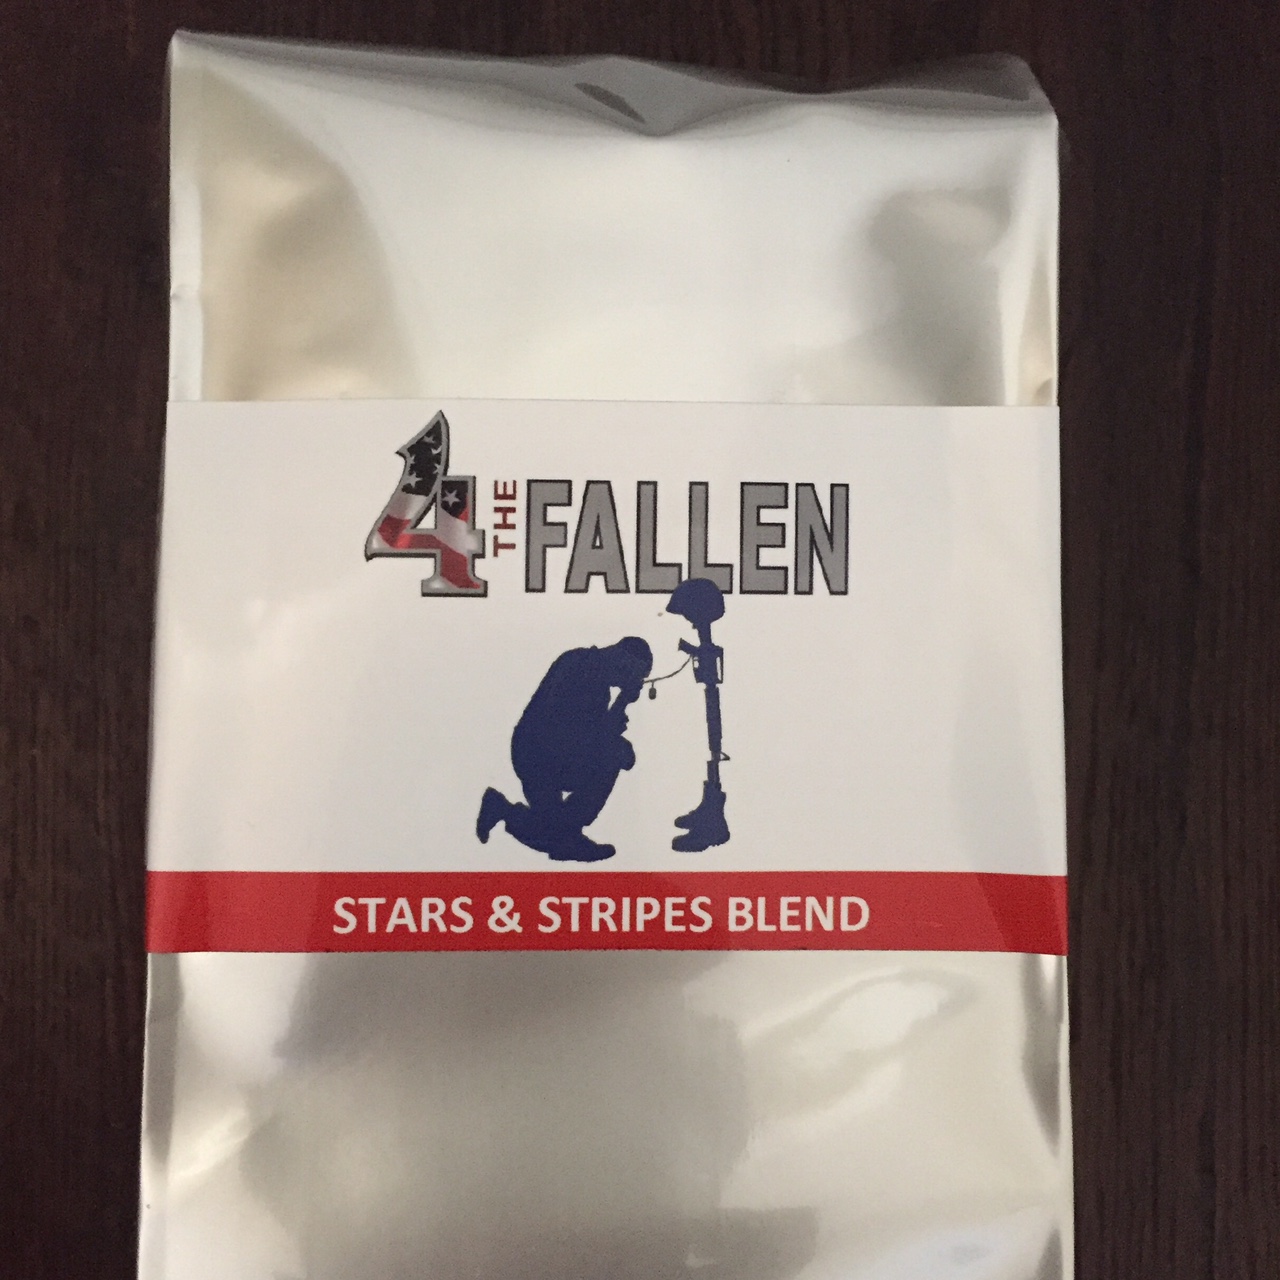 4 THE FALLEN
STARS & STRIPES BLEND